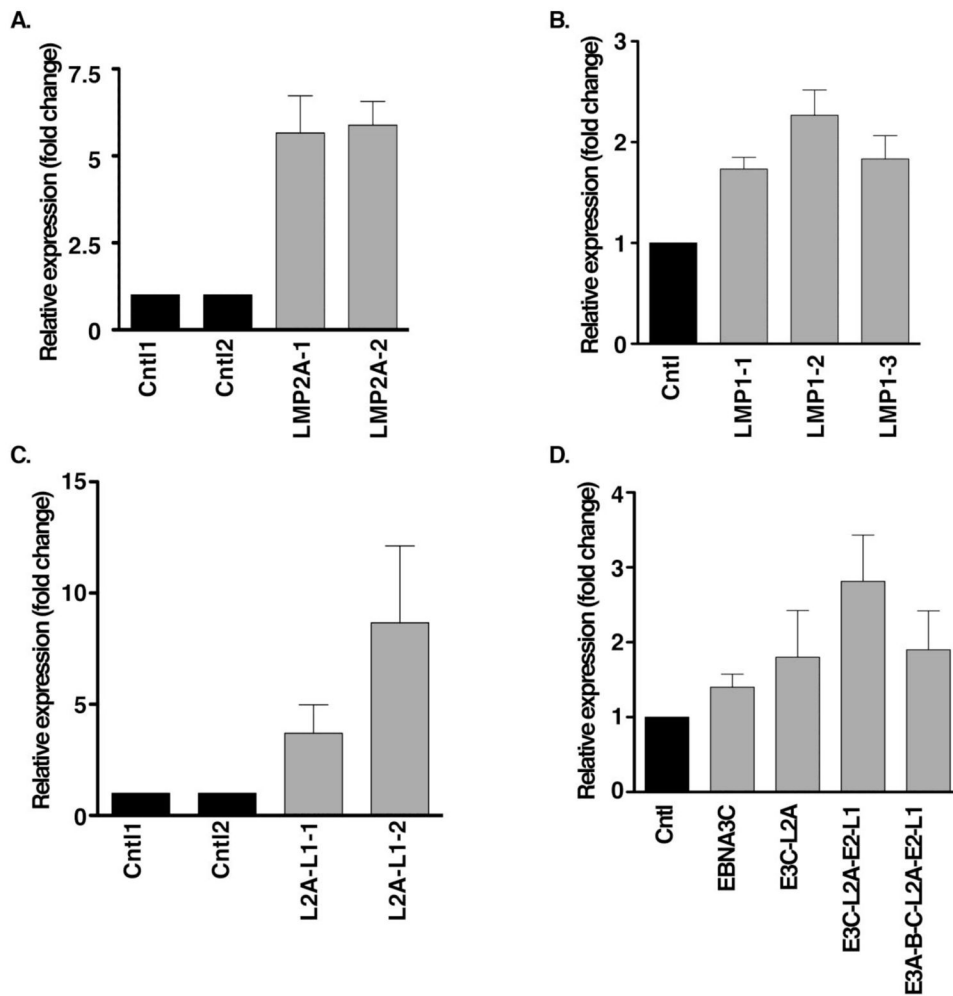 A.
Relative expression (fold change)
7.5
5
2.5
0
Cntl1
Cntl2
LMP2A-1
LMP2A-2
B.
Relative expression (fold change)
3
2
1
0
Cntl
LMP1-1
LMP1-2
LMP1-3
C.
Relative expression (fold change)
15
10
5
0
Cntl1
Cntl2
L2A-L1-1
L2A-L1-2
D.
Relative expression (fold change)
4
3
2
1
0
Cntl
EBNA3C
E3C-L2A
E3C-L2A-E2-L1
E3A-B-C-L2A-E2-L1